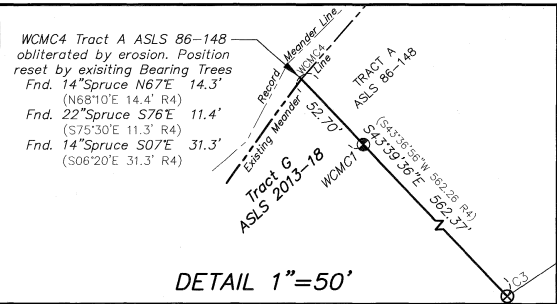 WCMC4 Tract A ASLS 86-148
obliterated by erosion. Position
reset by exisiting Bearing Trees
Fnd. 14"Spruce N67°E 14.3'
(N68°10'E 14.4' R4)
Fnd. 22"Spruce S76°E 11.4'
(S75°30'E 11.3' R4)
Fnd. 14"Spruce S07°E 31.3'
(S06°20'E 31.3' R4)
Record Meander Line
Existing Meander Line
WCMC4
TRACT A
ASLS 86-148
52.70'
Tract G
ASLS 2013-18
WCMC1
(S43°36'56"W 562.26 R4)
S43°39'36"E 562.37'
C3
DETAIL 1"=50'